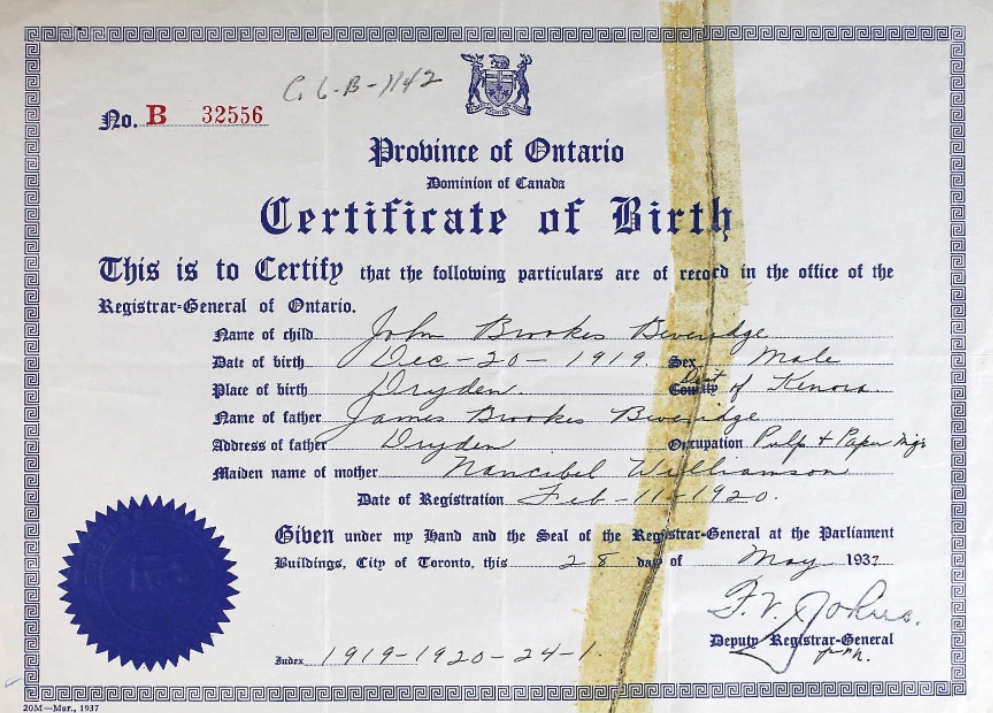 C. L-B-1142
No. B 32556
Province of Ontario
Dominion of Canada
Certificate of Birth
This is to Certify that the following particulars are of record in the office of the
Registrar-General of Ontario.
Name of child John Brookes Beveridge
Date of birth Dec - 20 - 1919. Sex Male
Place of birth Dryden. County Dist of Kenora.
Name of father James Brookes Beveridge
Address of father Dryden Occupation Pulp + Paper Mgr
Maiden name of mother Nancibel Williamson
Date of Registration Feb - 11 - 1920.
Given under my Hand and the Seal of the Registrar-General at the Parliament
Buildings, City of Toronto, this 28 day of May 1937
F. V. Johns.
Deputy Registrar-General
Index 1919-1920-24-1.
20M—Mar., 1937